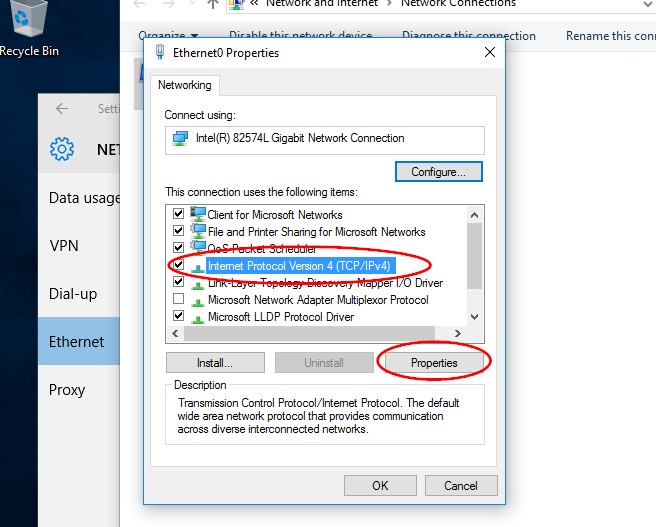 « Network and Internet › Network Connections
Recycle Bin
Organize Disable this network device Diagnose this connection Rename this con
Ethernet0 Properties
Networking
Connect using:
Intel(R) 82574L Gigabit Network Connection
Configure...
This connection uses the following items:
Client for Microsoft Networks
File and Printer Sharing for Microsoft Networks
QoS Packet Scheduler
Internet Protocol Version 4 (TCP/IPv4)
Link-Layer Topology Discovery Mapper I/O Driver
Microsoft Network Adapter Multiplexor Protocol
Microsoft LLDP Protocol Driver
Install... Uninstall Properties
Description
Transmission Control Protocol/Internet Protocol. The default
wide area network protocol that provides communication
across diverse interconnected networks.
OK Cancel
Setti
NET
Data usage
VPN
Dial-up
Ethernet
Proxy